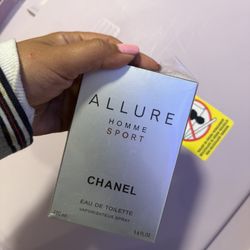 ALLURE
HOMME
SPORT
CHANEL
EAU DE TOILETTE
VAPORISATEUR SPRAY